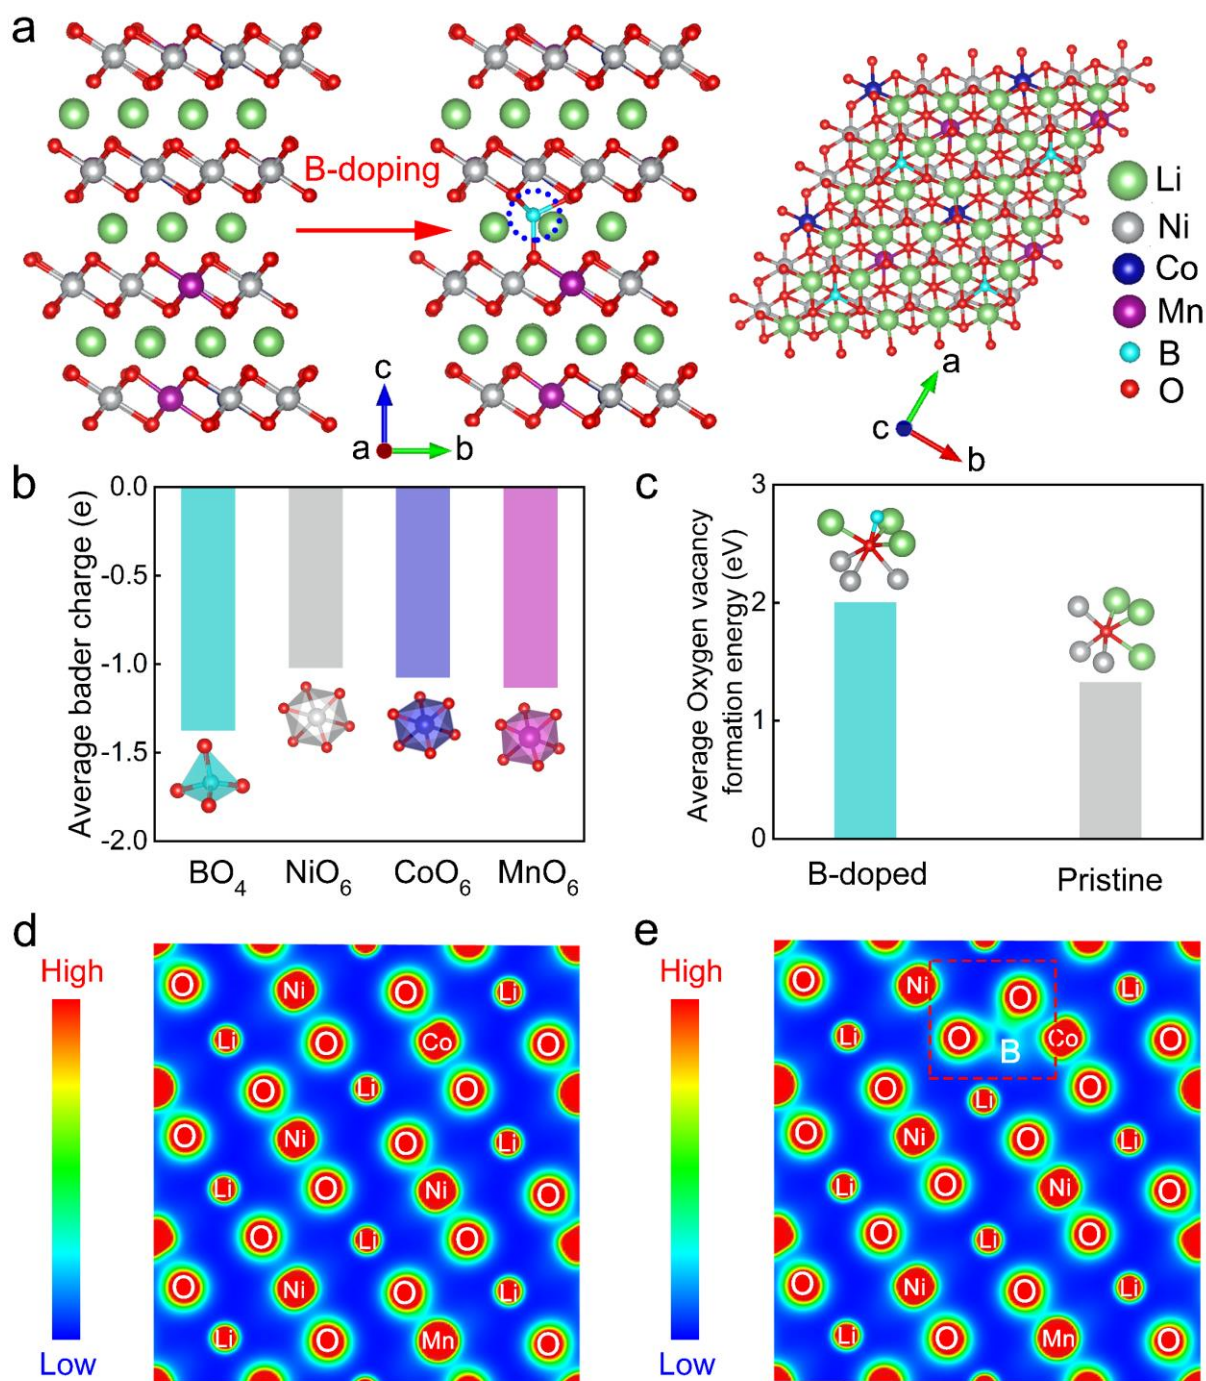 a
B-doping
c
a
b
a
c
b
Li
Ni
Co
Mn
B
O
b
Average bader charge (e)
0.0
-0.5
-1.0
-1.5
-2.0
BO4
NiO6
CoO6
MnO6
c
Average Oxygen vacancy
formation energy (eV)
3
2
1
0
B-doped
Pristine
d
High
Low
O Ni O Li
Li O Co O
O Li O
O Ni O Li
Li O Ni O
O Li O
O Ni O Li
Li O Mn O
e
High
Low
O Ni O Li
Li O B Co O
O Li O
O Ni O Li
Li O Ni O
O Li O
O Ni O Li
Li O Mn O